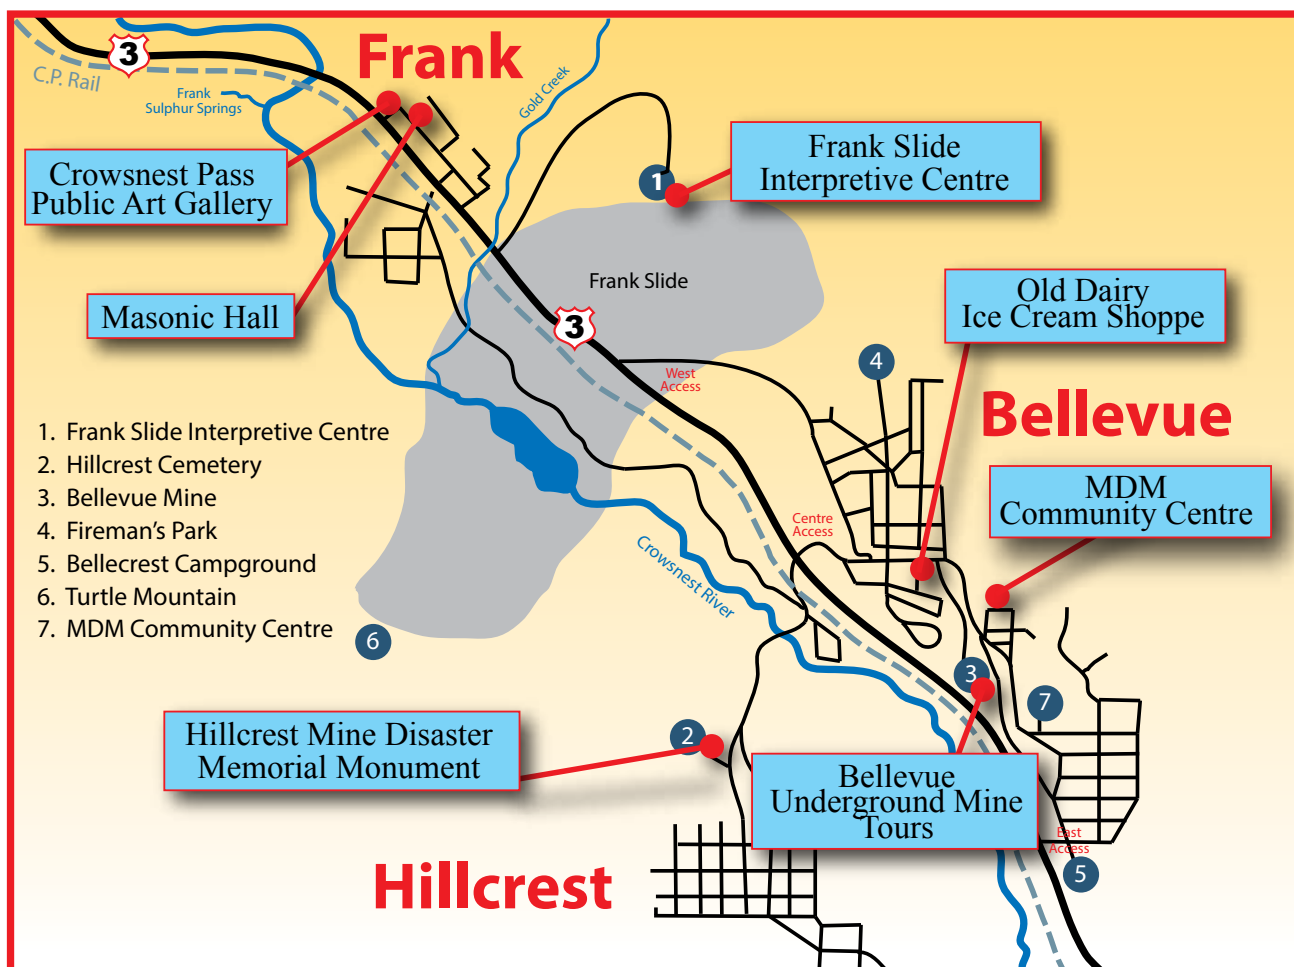 Frank
3
C.P. Rail
Frank
Sulphur Springs
Gold Creek
Crowsnest Pass
Public Art Gallery
1
Frank Slide
Interpretive Centre
Masonic Hall
Frank Slide
3
Old Dairy
Ice Cream Shoppe
West
Access
4
Bellevue
1. Frank Slide Interpretive Centre
2. Hillcrest Cemetery
3. Bellevue Mine
4. Fireman's Park
5. Bellecrest Campground
6. Turtle Mountain
7. MDM Community Centre
MDM
Community Centre
Centre
Access
Crowsnest River
6
3
7
2
Hillcrest Mine Disaster
Memorial Monument
Bellevue
Underground Mine
Tours
East
Access
5
Hillcrest